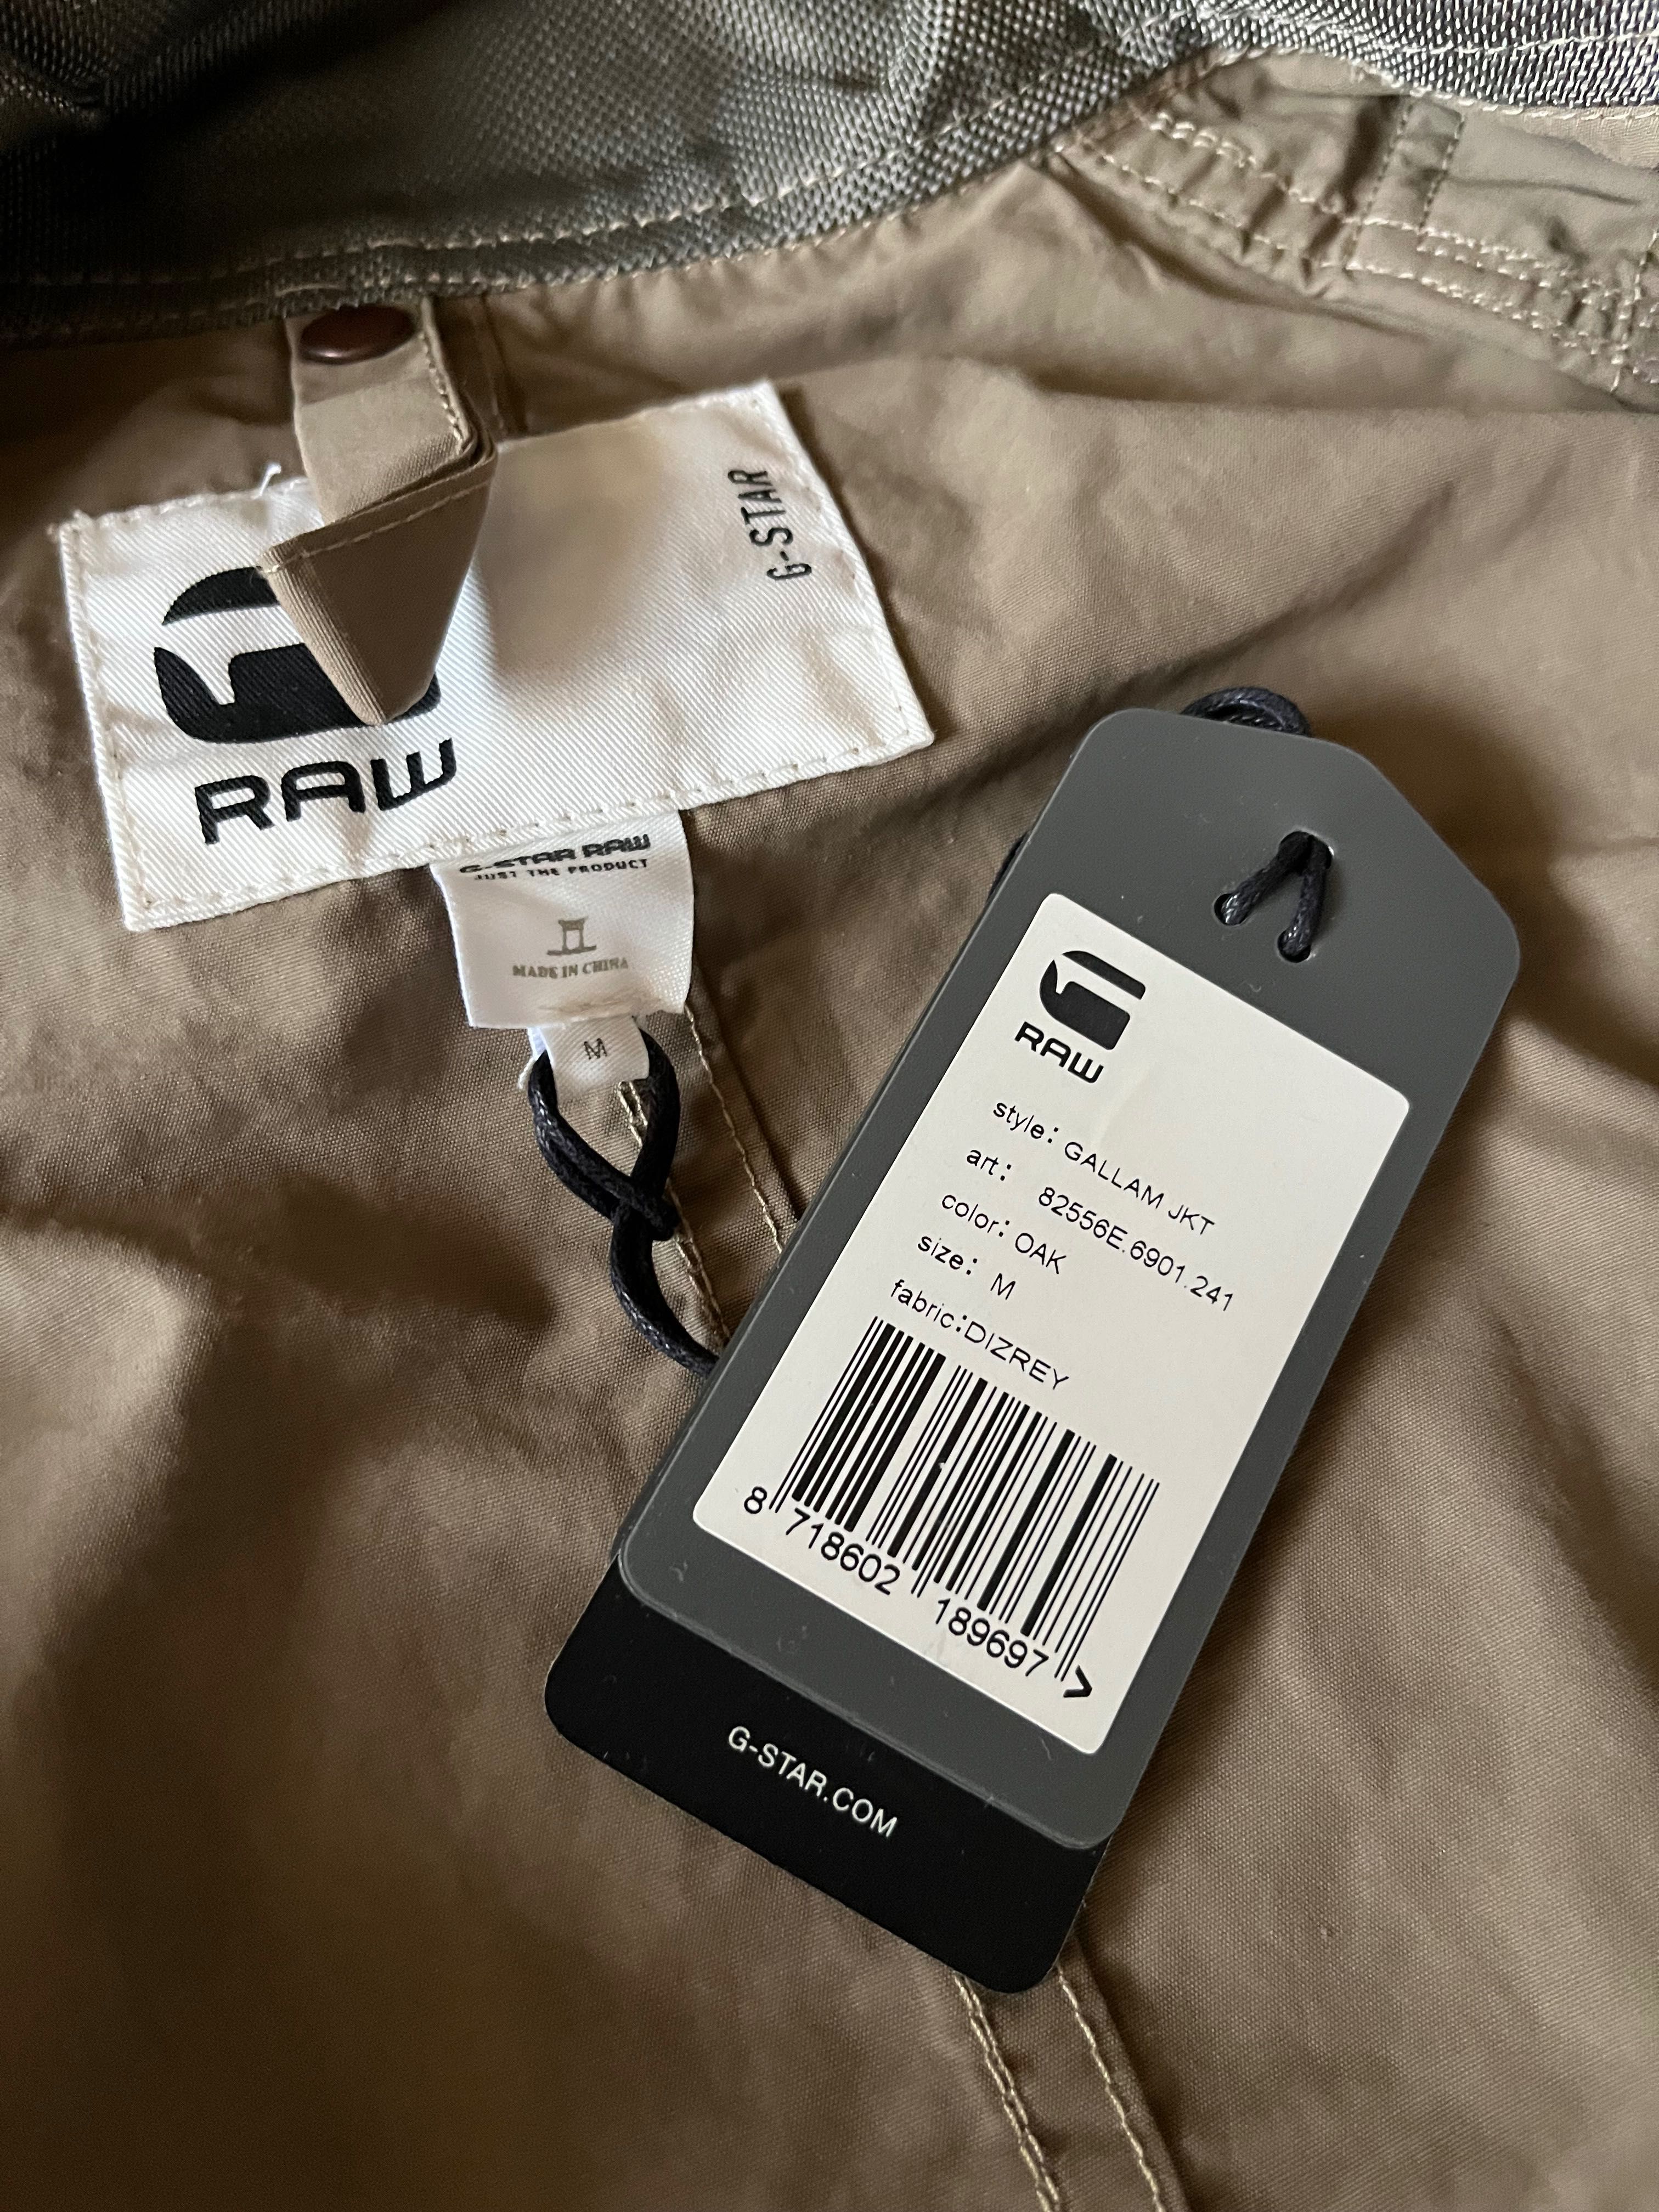 G-STAR
RAW
G-STAR RAW
JUST THE PRODUCT
MADE IN CHINA
M
RAW
style: GALLAM JKT
art: 82556E.6901.241
color: OAK
size: M
fabric:DIZREY
8 718602 189697 >
G-STAR.COM